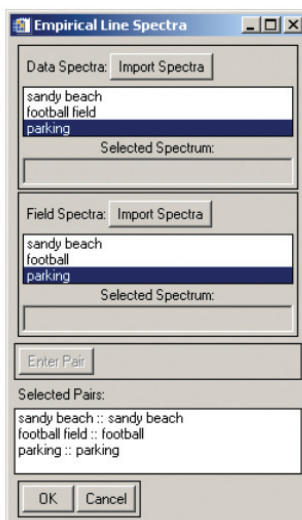 Empirical Line Spectra
Data Spectra: Import Spectra
sandy beach
football field
parking
Selected Spectrum:
Field Spectra: Import Spectra
sandy beach
football
parking
Selected Spectrum:
Enter Pair
Selected Pairs:
sandy beach :: sandy beach
football field :: football
parking :: parking
OK Cancel